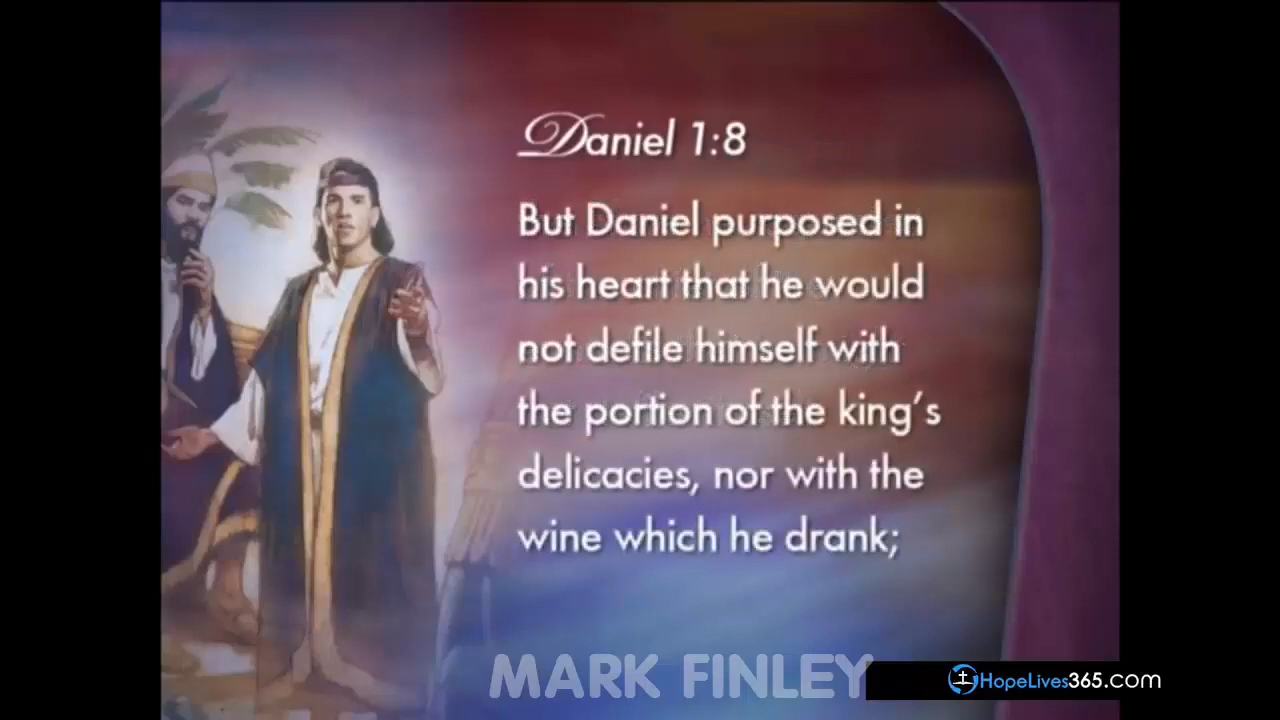 Daniel 1:8
But Daniel purposed in
his heart that he would
not defile himself with
the portion of the king's
delicacies, nor with the
wine which he drank;
MARK FINLEY
HopeLives365.com